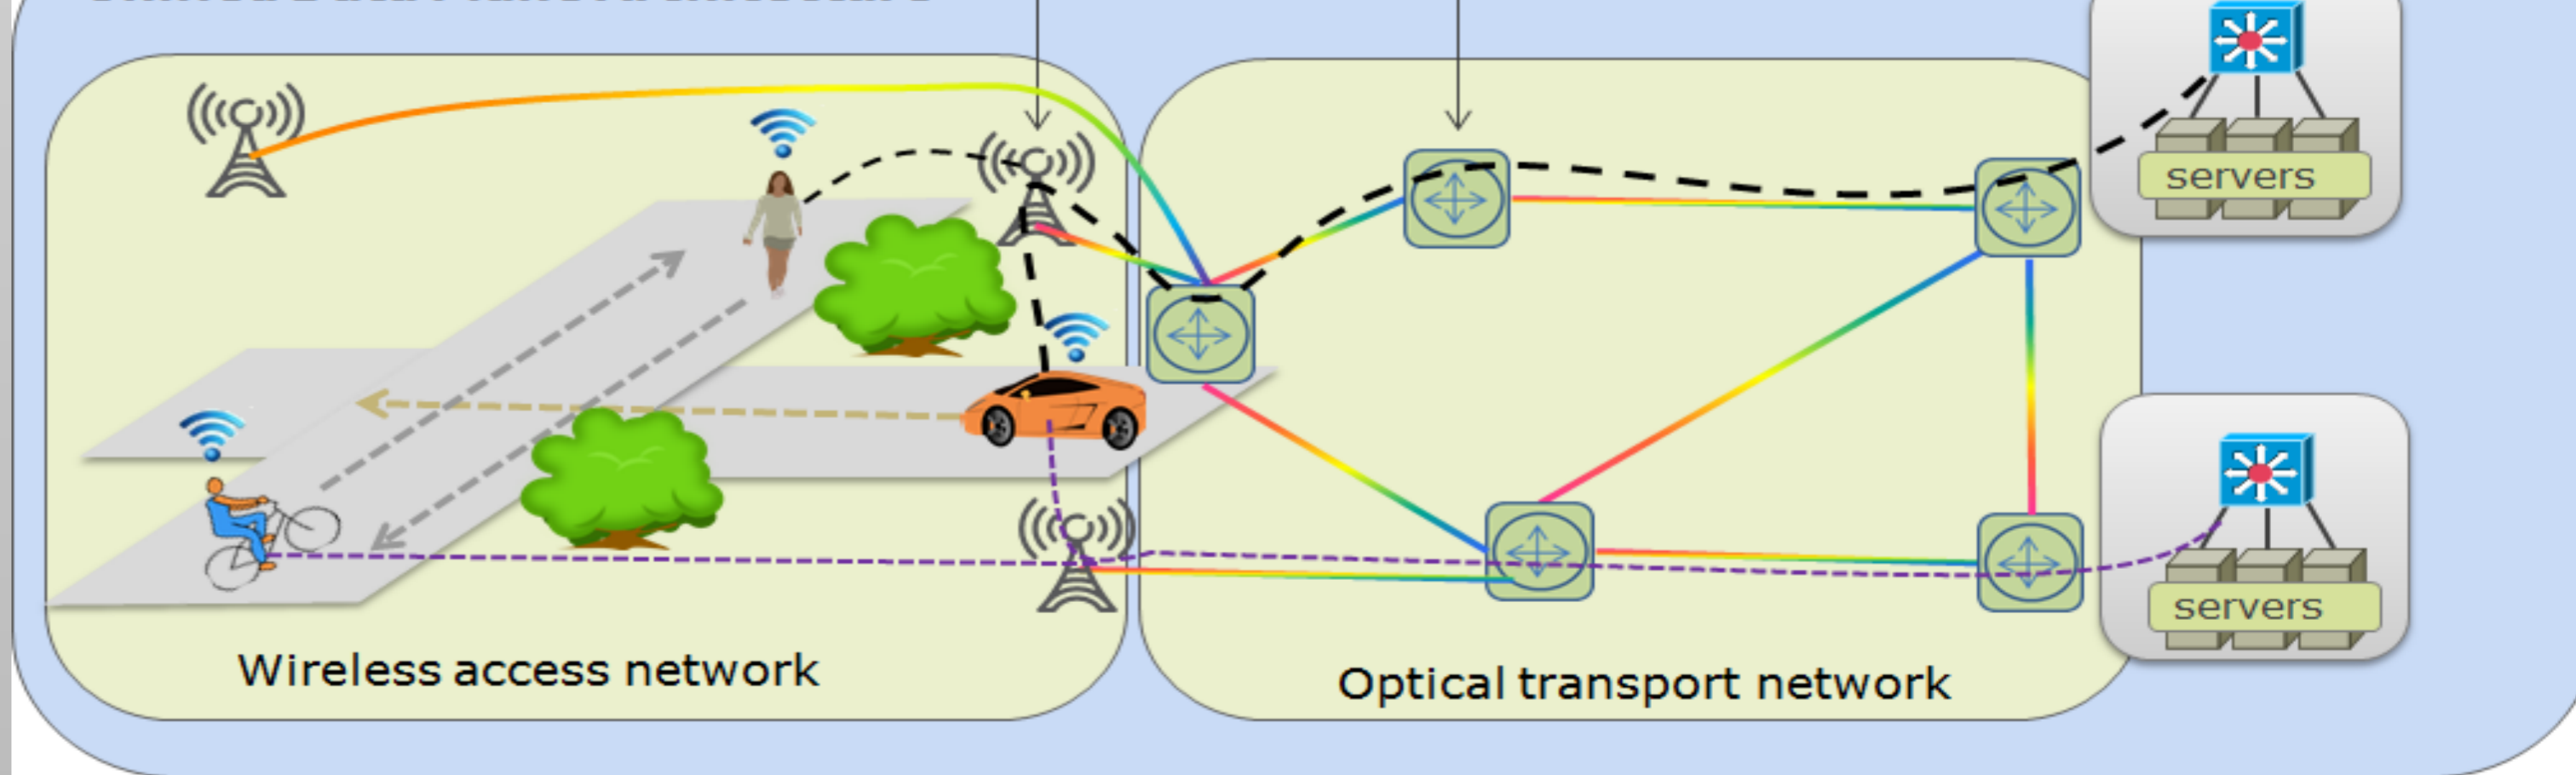 servers
servers
Wireless access network
Optical transport network